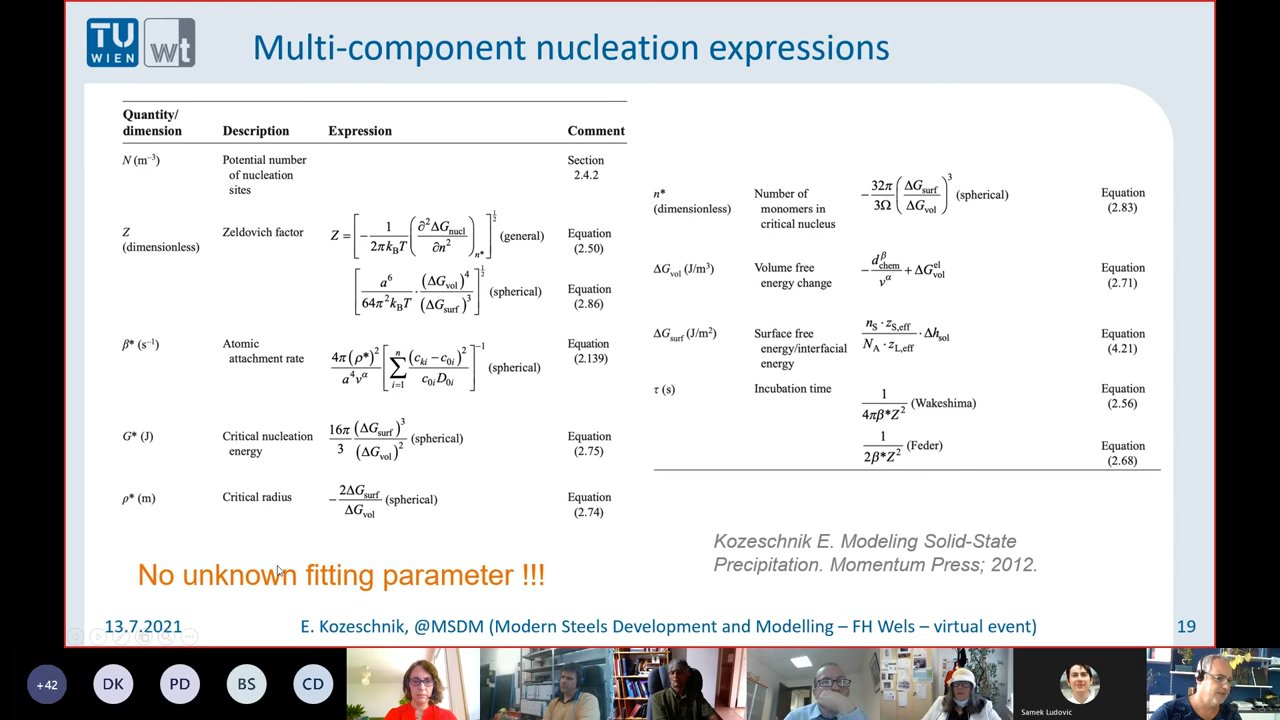 TU
WIEN
wt
Multi-component nucleation expressions
Quantity/
dimension Description Expression Comment
N (m⁻³) Potential number Section
of nucleation 2.4.2
sites
Z Zeldovich factor Z = [−1/(2πk_BT) (∂²ΔG_nucl/∂n²)_n*]^(1/2) (general) Equation
(dimensionless) (2.50)
[a⁶/(64π²k_BT) · (ΔG_vol)⁴/(ΔG_surf)³]^(1/2) (spherical) Equation
(2.86)
β* (s⁻¹) Atomic 4π(ρ*)²/(a⁴v^α) [∑_{i=1}^{n} (c_ki − c_0i)²/(c_0i D_0i)]⁻¹ (spherical) Equation
attachment rate (2.139)
G* (J) Critical nucleation 16π/3 (ΔG_surf)³/(ΔG_vol)² (spherical) Equation
energy (2.75)
ρ* (m) Critical radius −2ΔG_surf/ΔG_vol (spherical) Equation
(2.74)
n* Number of −32π/3Ω (ΔG_surf/ΔG_vol)³ (spherical) Equation
(dimensionless) monomers in (2.83)
critical nucleus
ΔG_vol (J/m³) Volume free −d_chem^β/v^α + ΔG_vol^el Equation
energy change (2.71)
ΔG_surf (J/m²) Surface free n_S · z_S,eff/(N_A · z_L,eff) · Δh_sol Equation
energy/interfacial (4.21)
energy
τ (s) Incubation time 1/(4πβ*Z²) (Wakeshima) Equation
(2.56)
1/(2β*Z²) (Feder) Equation
(2.68)
No unknown fitting parameter !!!
Kozeschnik E. Modeling Solid-State
Precipitation. Momentum Press; 2012.
13.7.2021 E. Kozeschnik, @MSDM (Modern Steels Development and Modelling – FH Wels – virtual event) 19
+42 DK PD BS CD
Samek Ludovic